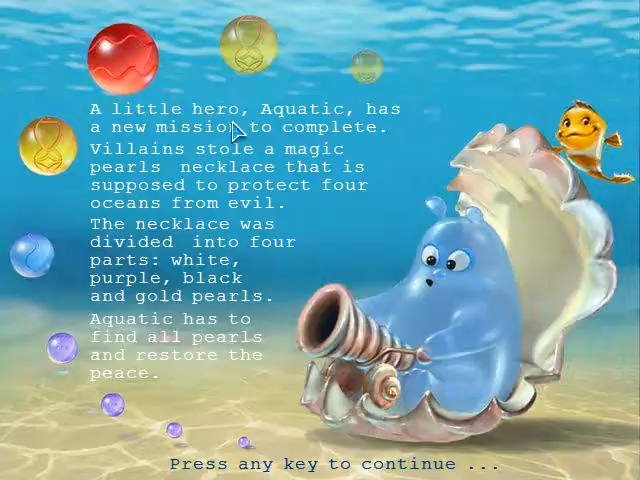 A little hero, Aquatic, has
a new mission to complete.
Villains stole a magic
pearls  necklace that is
supposed to protect four
oceans from evil.
The necklace was
divided  into four
parts: white,
purple, black
and gold pearls.
Aquatic has to
find all pearls
and restore the
peace.
Press any key to continue ...